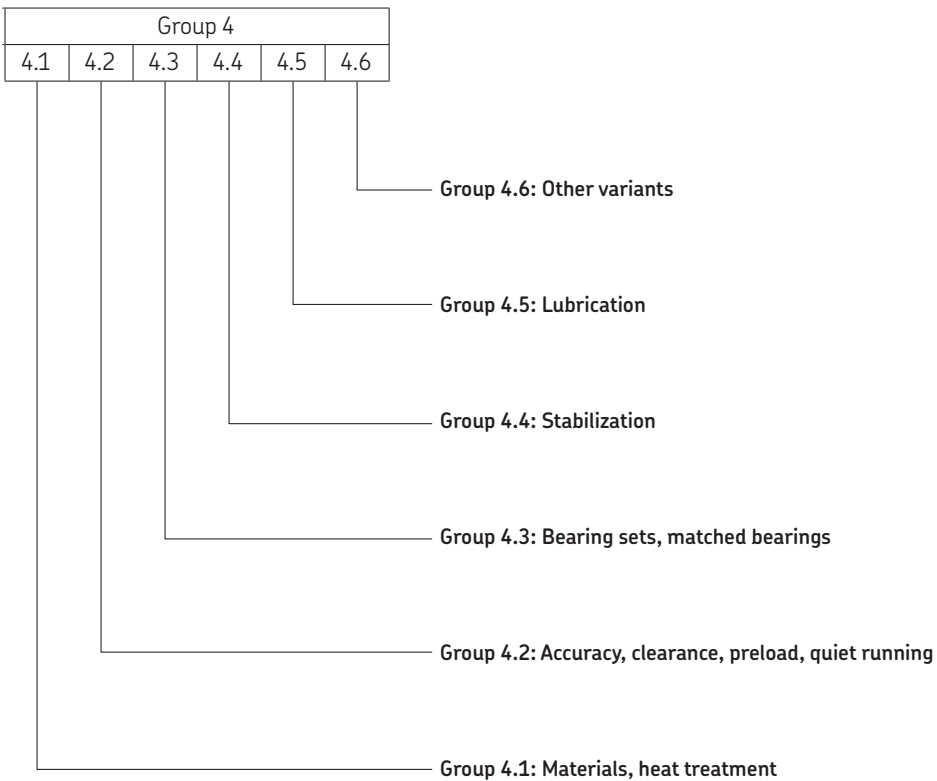 Group 4
4.1 4.2 4.3 4.4 4.5 4.6
Group 4.6: Other variants
Group 4.5: Lubrication
Group 4.4: Stabilization
Group 4.3: Bearing sets, matched bearings
Group 4.2: Accuracy, clearance, preload, quiet running
Group 4.1: Materials, heat treatment